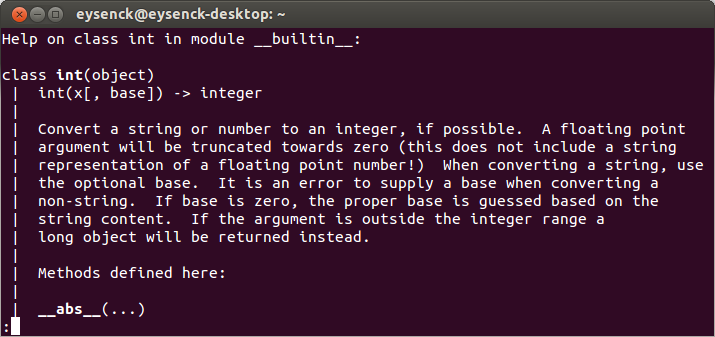 eysenck@eysenck-desktop: ~
Help on class int in module __builtin__:
class int(object)
 |  int(x[, base]) -> integer
 |
 |  Convert a string or number to an integer, if possible.  A floating point
 |  argument will be truncated towards zero (this does not include a string
 |  representation of a floating point number!)  When converting a string, use
 |  the optional base.  It is an error to supply a base when converting a
 |  non-string.  If base is zero, the proper base is guessed based on the
 |  string content.  If the argument is outside the integer range a
 |  long object will be returned instead.
 |
 |  Methods defined here:
 |
 |  __abs__(...)
: